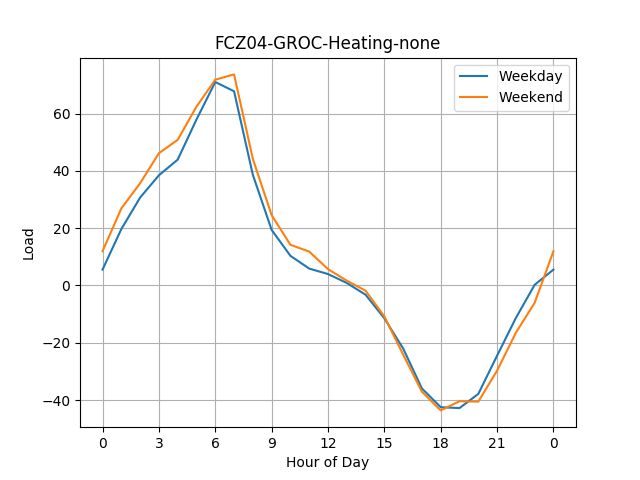 FCZ04-GROC-Heating-none
Weekday
Weekend
60
40
20
0
−20
−40
Load
0 3 6 9 12 15 18 21 0
Hour of Day